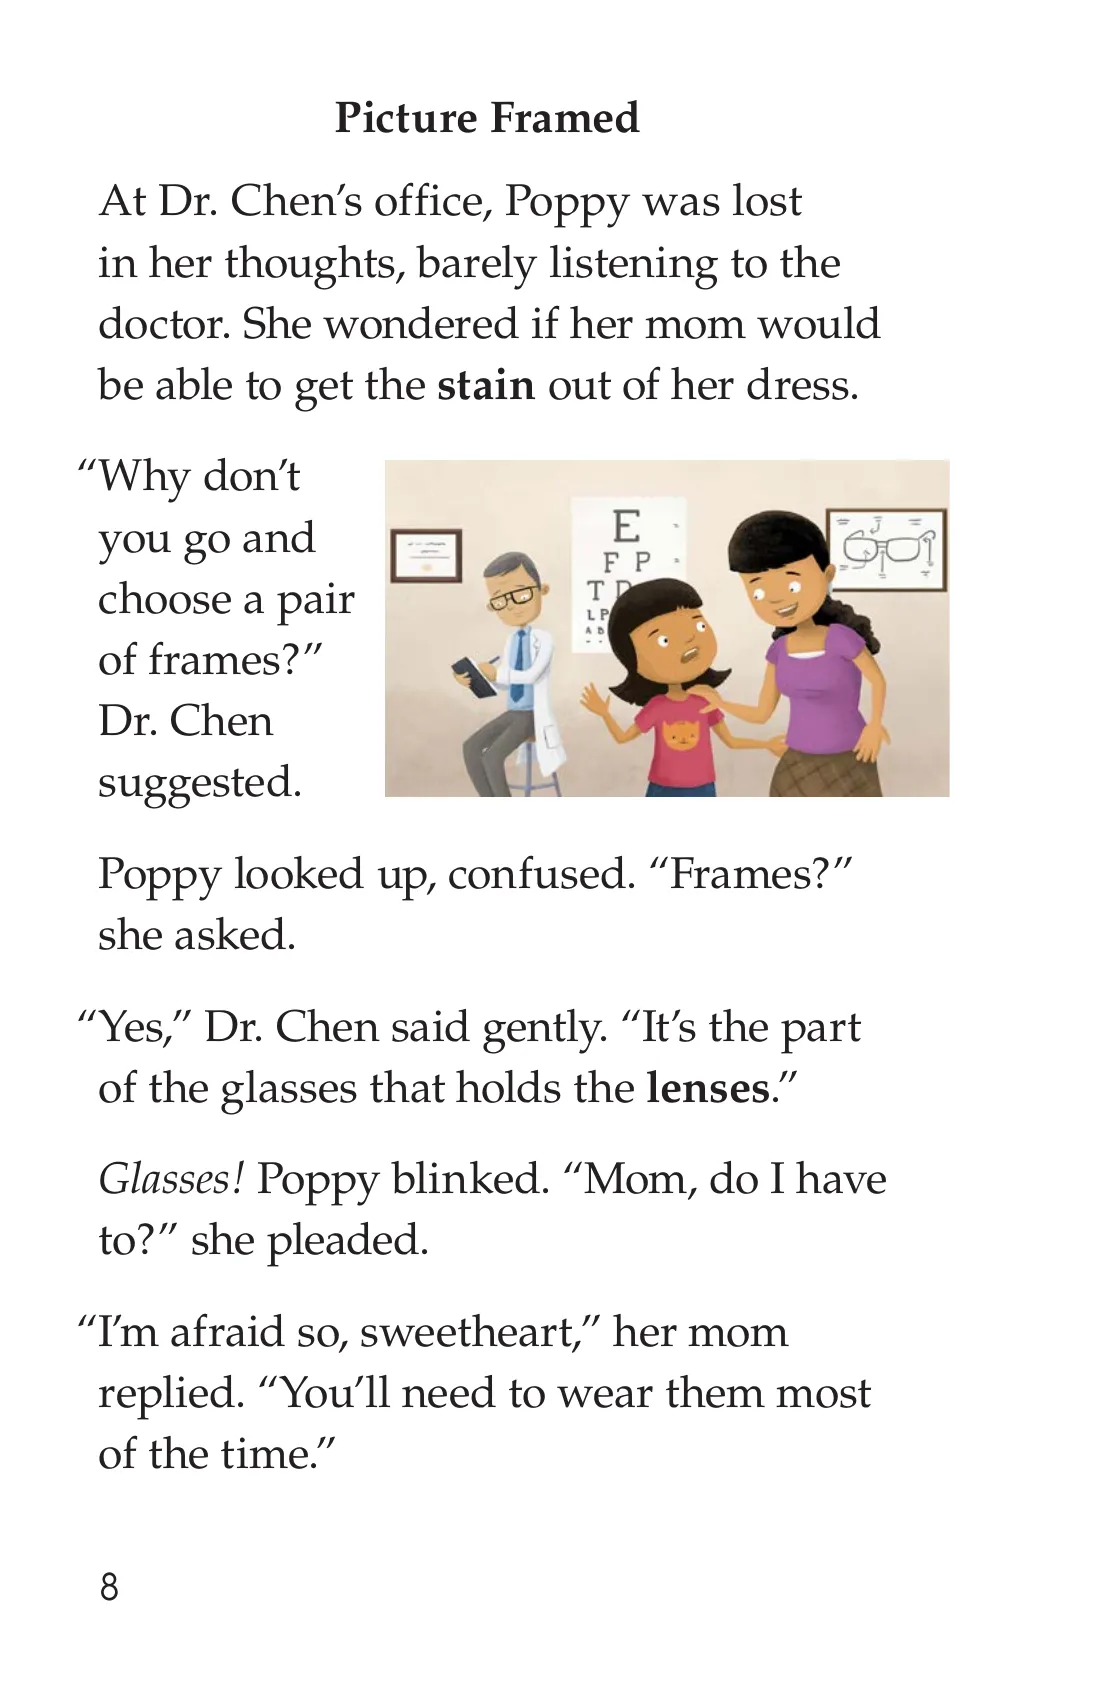 Picture Framed
At Dr. Chen’s office, Poppy was lost
in her thoughts, barely listening to the
doctor. She wondered if her mom would
be able to get the stain out of her dress.
“Why don’t
you go and
choose a pair
of frames?”
Dr. Chen
suggested.
E
F P
T D
L P
A B
Poppy looked up, confused. “Frames?”
she asked.
“Yes,” Dr. Chen said gently. “It’s the part
of the glasses that holds the lenses.”
Glasses! Poppy blinked. “Mom, do I have
to?” she pleaded.
“I’m afraid so, sweetheart,” her mom
replied. “You’ll need to wear them most
of the time.”
8